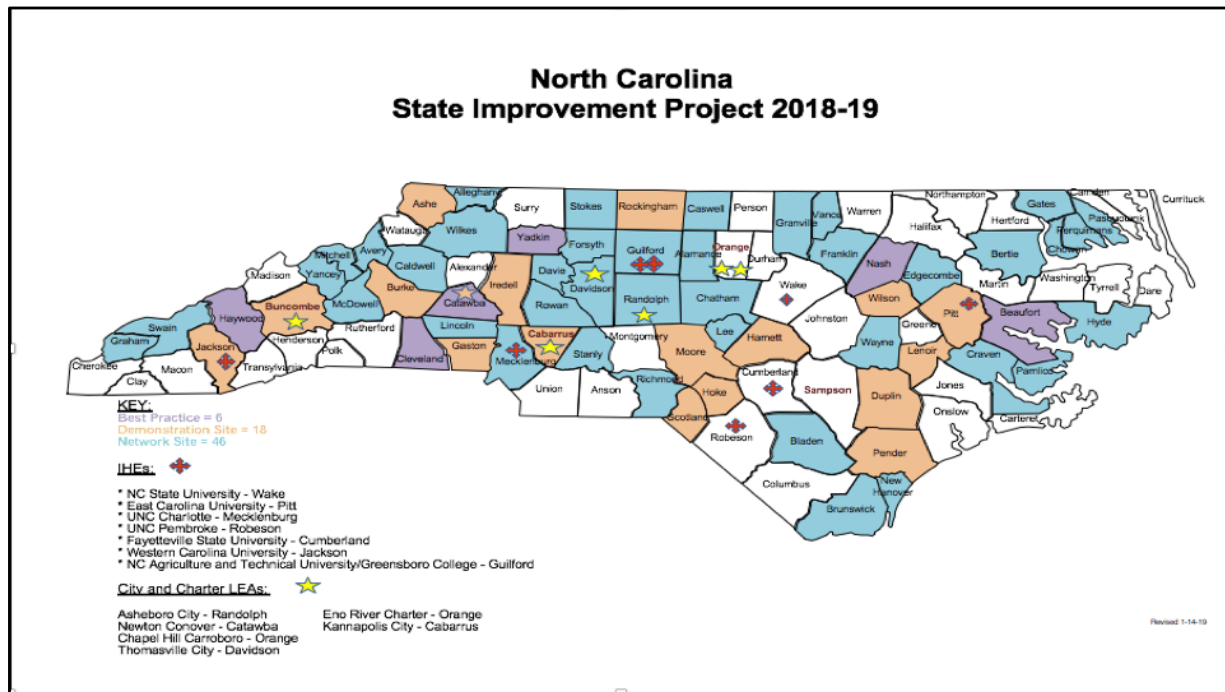 North Carolina
State Improvement Project 2018-19
Ashe
Alleghany
Surry
Stokes
Rockingham
Caswell
Person
Granville
Vance
Warren
Northampton
Gates
Camden
Currituck
Pasquotank
Perquimans
Chowan
Hertford
Halifax
Watauga
Wilkes
Yadkin
Forsyth
Guilford
Alamance
Orange
Durham
Franklin
Nash
Edgecombe
Bertie
Martin
Washington
Tyrrell
Dare
Mitchell
Avery
Yancey
Caldwell
Alexander
Davie
Davidson
Iredell
Madison
Buncombe
McDowell
Burke
Catawba
Rowan
Randolph
Chatham
Wake
Johnston
Wilson
Greene
Pitt
Beaufort
Hyde
Haywood
Swain
Graham
Jackson
Henderson
Rutherford
Polk
Cleveland
Lincoln
Gaston
Cabarrus
Mecklenburg
Stanly
Montgomery
Moore
Lee
Harnett
Wayne
Lenoir
Craven
Pamlico
Cherokee
Clay
Macon
Transylvania
Union
Anson
Richmond
Hoke
Scotland
Cumberland
Sampson
Duplin
Jones
Onslow
Carteret
Robeson
Bladen
Pender
Columbus
Brunswick
New
Hanover
KEY:
Best Practice = 6
Demonstration Site = 18
Network Site = 46
IHEs:
* NC State University - Wake
* East Carolina University - Pitt
* UNC Charlotte - Mecklenburg
* UNC Pembroke - Robeson
* Fayetteville State University - Cumberland
* Western Carolina University - Jackson
* NC Agriculture and Technical University/Greensboro College - Guilford
City and Charter LEAs:
Asheboro City - Randolph
Newton Conover - Catawba
Chapel Hill Carroboro - Orange
Thomasville City - Davidson
Eno River Charter - Orange
Kannapolis City - Cabarrus
Revised 1-14-19